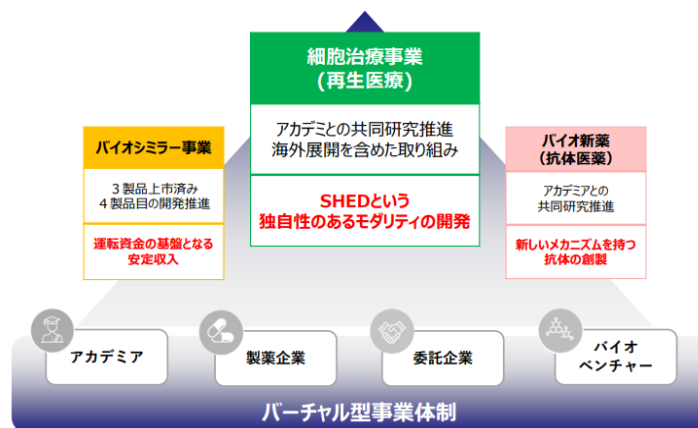 細胞治療事業
(再生医療)
アカデミとの共同研究推進
海外展開を含めた取り組み
SHEDという
独自性のあるモダリティの開発
バイオシミラー事業
３製品上市済み
４製品目の開発推進
運転資金の基盤となる
安定収入
バイオ新薬
(抗体医薬)
アカデミアとの
共同研究推進
新しいメカニズムを持つ
抗体の創製
アカデミア
製薬企業
委託企業
バイオ
ベンチャー
バーチャル型事業体制